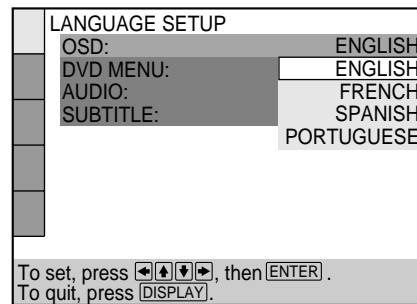 LANGUAGE SETUP
OSD: ENGLISH
DVD MENU: ENGLISH
AUDIO: FRENCH
SUBTITLE: SPANISH
PORTUGUESE
To set, press ←↑↓→, then ENTER.
To quit, press DISPLAY.